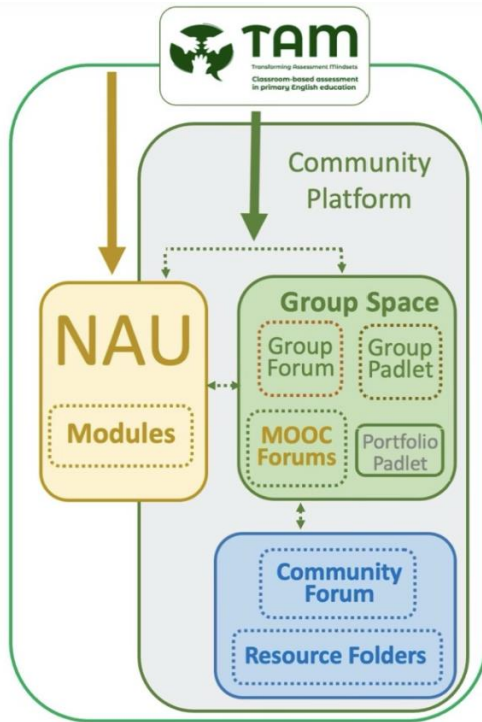 TAM
Transforming Assessment Mindsets
Classroom-based assessment
in primary English education
Community
Platform
NAU
Modules
Group Space
Group
Forum
Group
Padlet
MOOC
Forums
Portfolio
Padlet
Community
Forum
Resource Folders